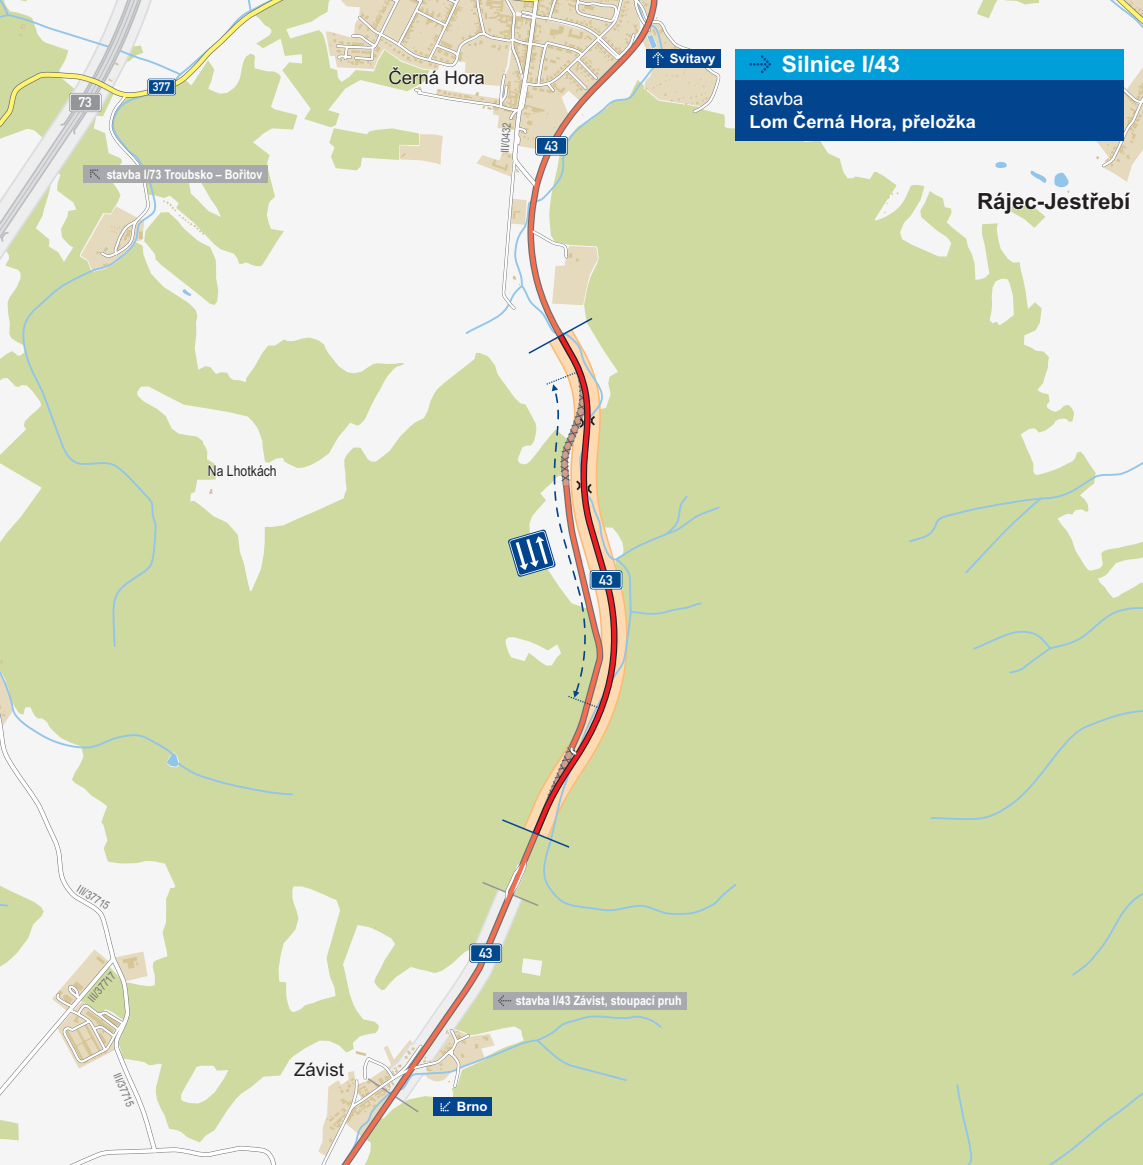 Svitavy
Silnice I/43
stavba
Lom Černá Hora, přeložka
Černá Hora
377
73
III/0432
43
stavba I/73 Troubsko – Bořitov
Rájec-Jestřebí
Na Lhotkách
43
III/37715
43
III/37717
stavba I/43 Závist, stoupací pruh
Závist
III/37715
Brno